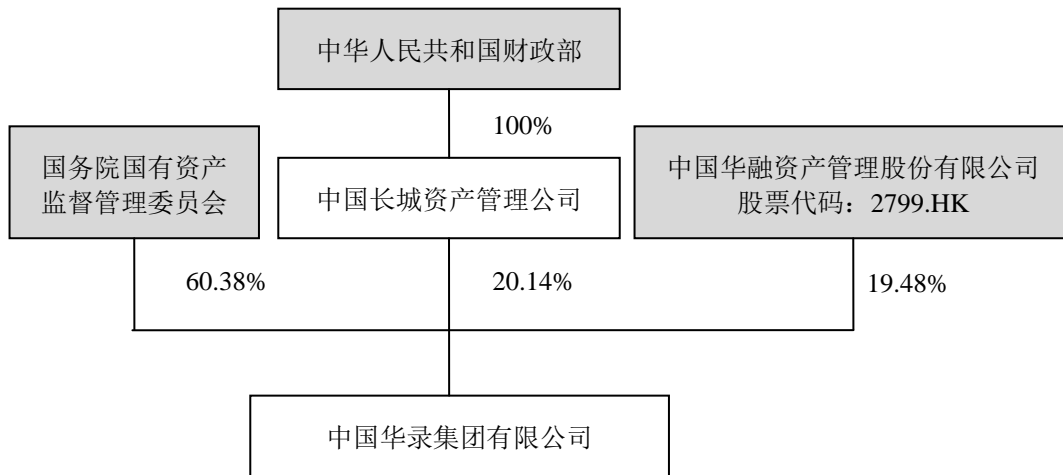 中华人民共和国财政部
100%
国务院国有资产
监督管理委员会
中国长城资产管理公司
中国华融资产管理股份有限公司
股票代码：2799.HK
60.38%
20.14%
19.48%
中国华录集团有限公司